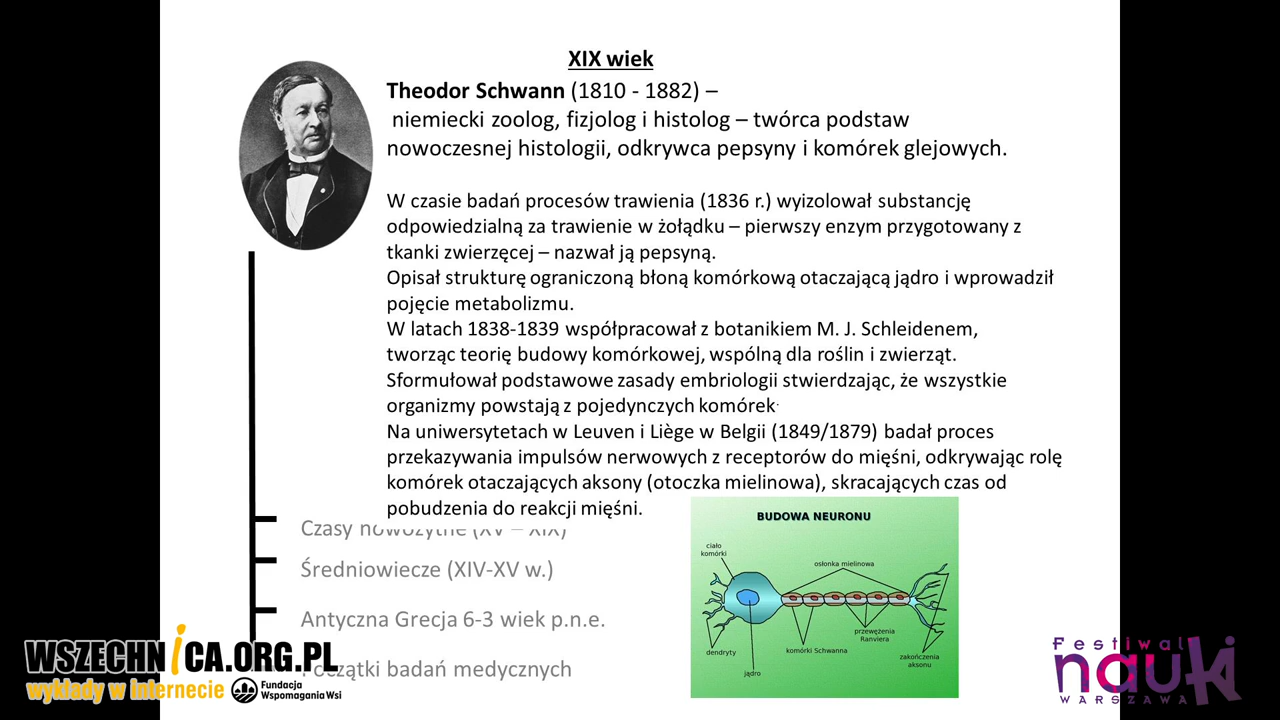 XIX wiek
Theodor Schwann (1810 - 1882) –
niemiecki zoolog, fizjolog i histolog – twórca podstaw
nowoczesnej histologii, odkrywca pepsyny i komórek glejowych.
W czasie badań procesów trawienia (1836 r.) wyizolował substancję
odpowiedzialną za trawienie w żołądku – pierwszy enzym przygotowany z
tkanki zwierzęcej – nazwał ją pepsyną.
Opisał strukturę ograniczoną błoną komórkową otaczającą jądro i wprowadził
pojęcie metabolizmu.
W latach 1838-1839 współpracował z botanikiem M. J. Schleidenem,
tworząc teorię budowy komórkowej, wspólną dla roślin i zwierząt.
Sformułował podstawowe zasady embriologii stwierdzając, że wszystkie
organizmy powstają z pojedynczych komórek.
Na uniwersytetach w Leuven i Liège w Belgii (1849/1879) badał proces
przekazywania impulsów nerwowych z receptorów do mięśni, odkrywając rolę
komórek otaczających aksony (otoczka mielinowa), skracających czas od
pobudzenia do reakcji mięśni.
Czasy nowożytne (XV – XIX)
Średniowiecze (XIV-XV w.)
Antyczna Grecja 6-3 wiek p.n.e.
Początki badań medycznych
BUDOWA NEURONU
ciało
komórki
osłonka mielinowa
przewężenia
Ranviera
komórki Schwanna
dendryty
zakończenia
aksonu
jądro
WSZECHNICA.ORG.PL
wykłady w internecie
Fundacja
Wspomagania Wsi
Festiwal
nauki
WARSZAWA